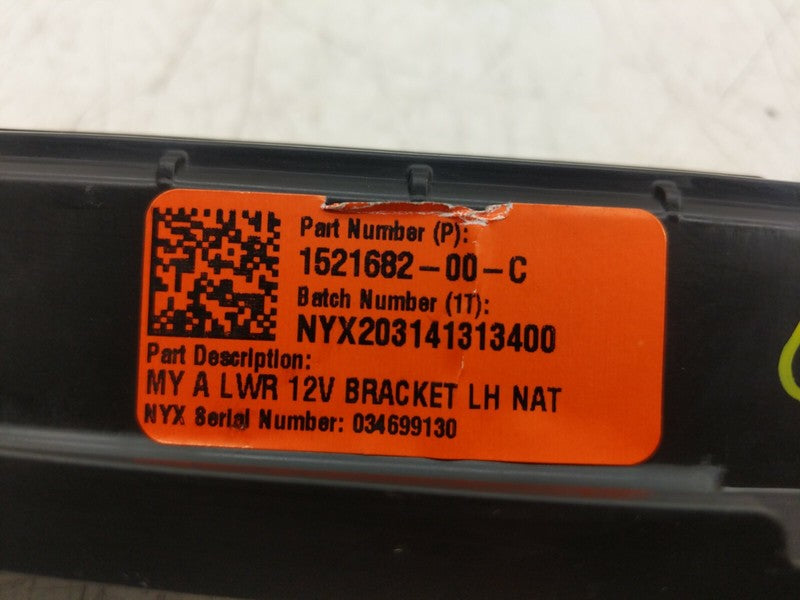 Part Number (P):
1521682-00-C
Batch Number (1T):
NYX203141313400
Part Description:
MY A LWR 12V BRACKET LH NAT
NYX Serial Number: 034699130